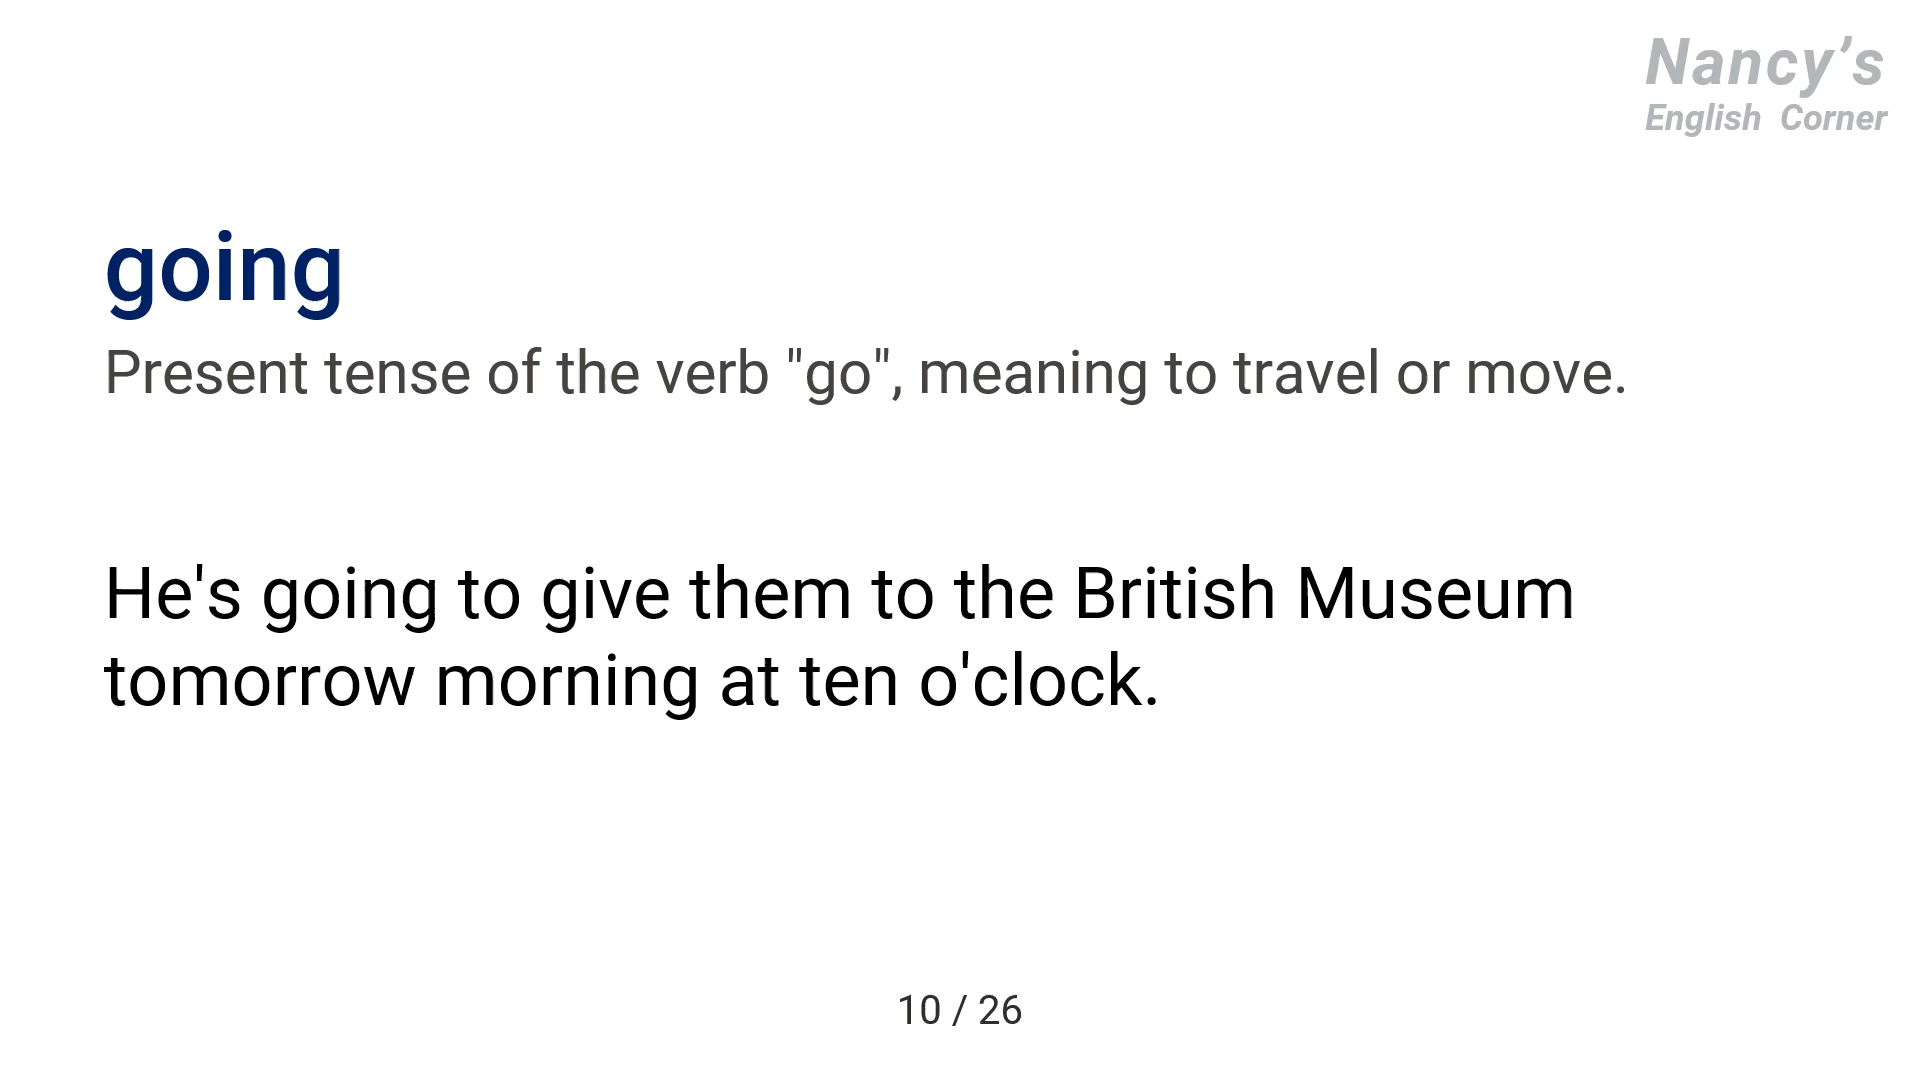 Nancy’s
English Corner
going
Present tense of the verb "go", meaning to travel or move.
He's going to give them to the British Museum
tomorrow morning at ten o'clock.
10 / 26